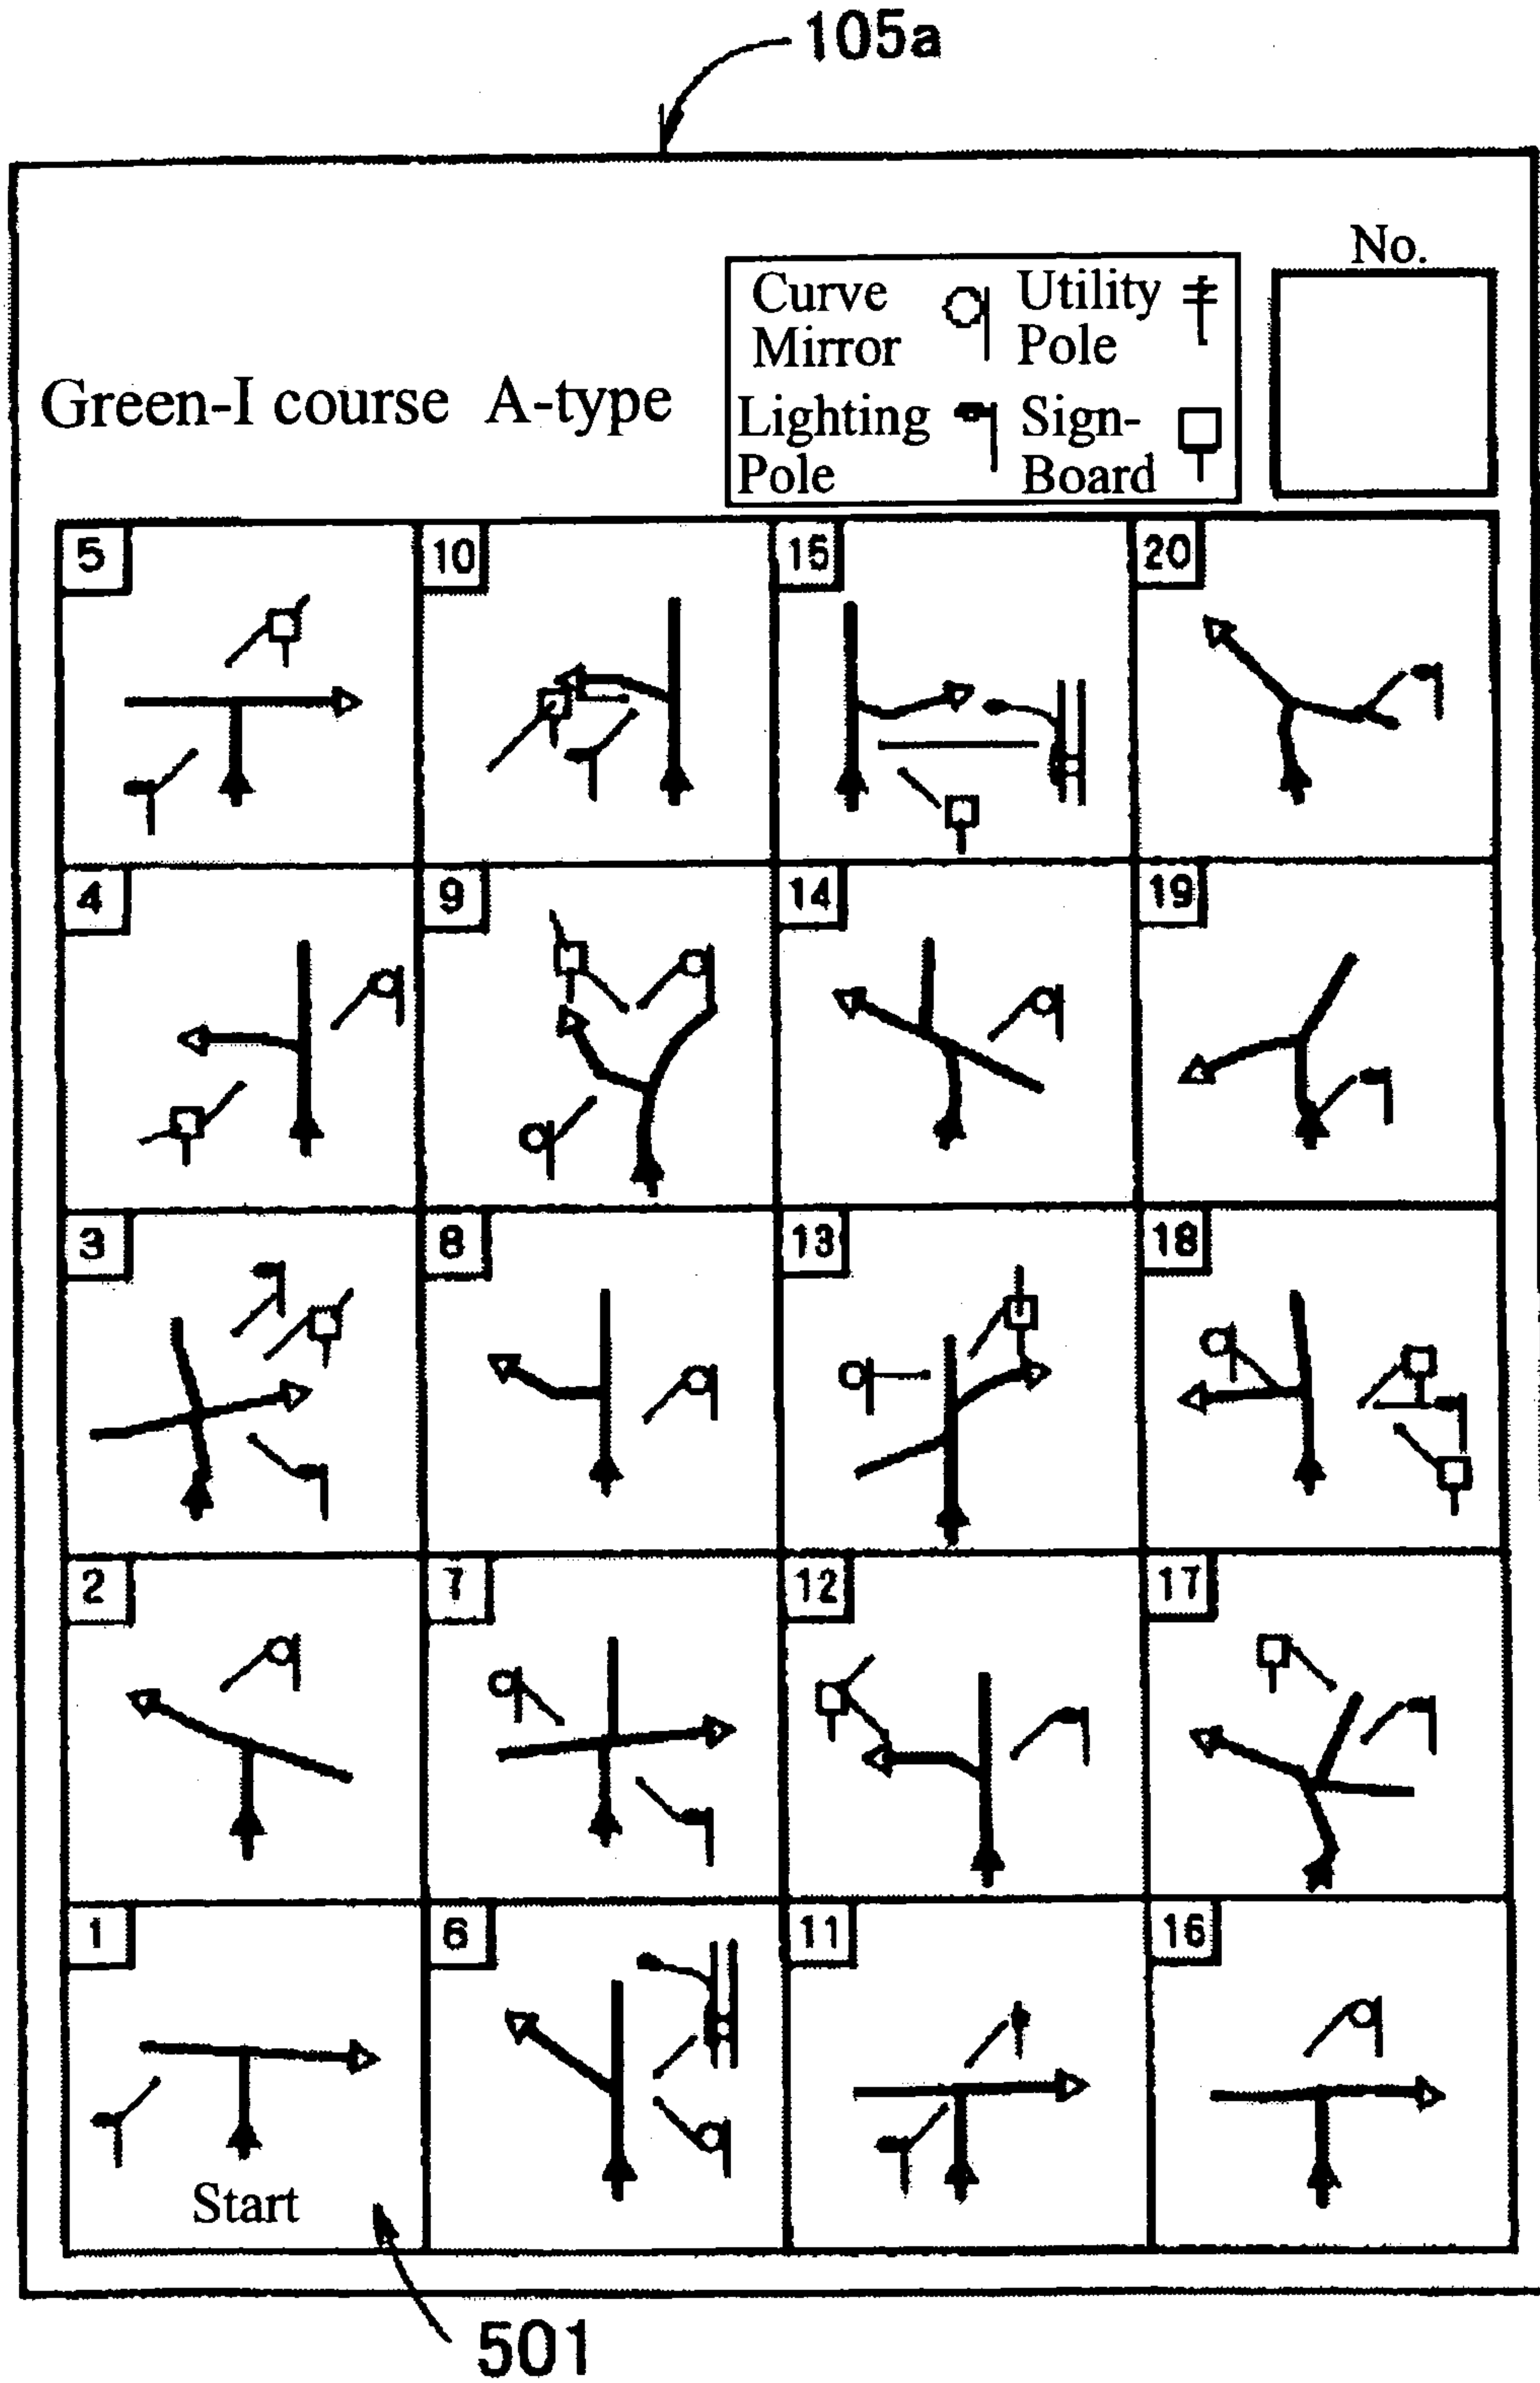 105a
No.
Curve Mirror
Utility Pole
Green-I course A-type
Lighting Pole
Sign-Board
5
10
15
20
4
9
14
19
3
8
13
18
2
7
12
17
1
6
11
16
Start
501